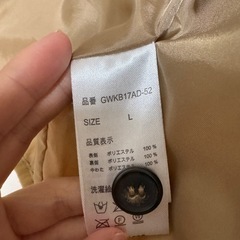 品番 GWKB17AD-52
SIZE L
品質表示
表地 ポリエステル 100 %
裏地 ポリエステル 100 %
中わた ポリエステル 100 %
洗濯絵